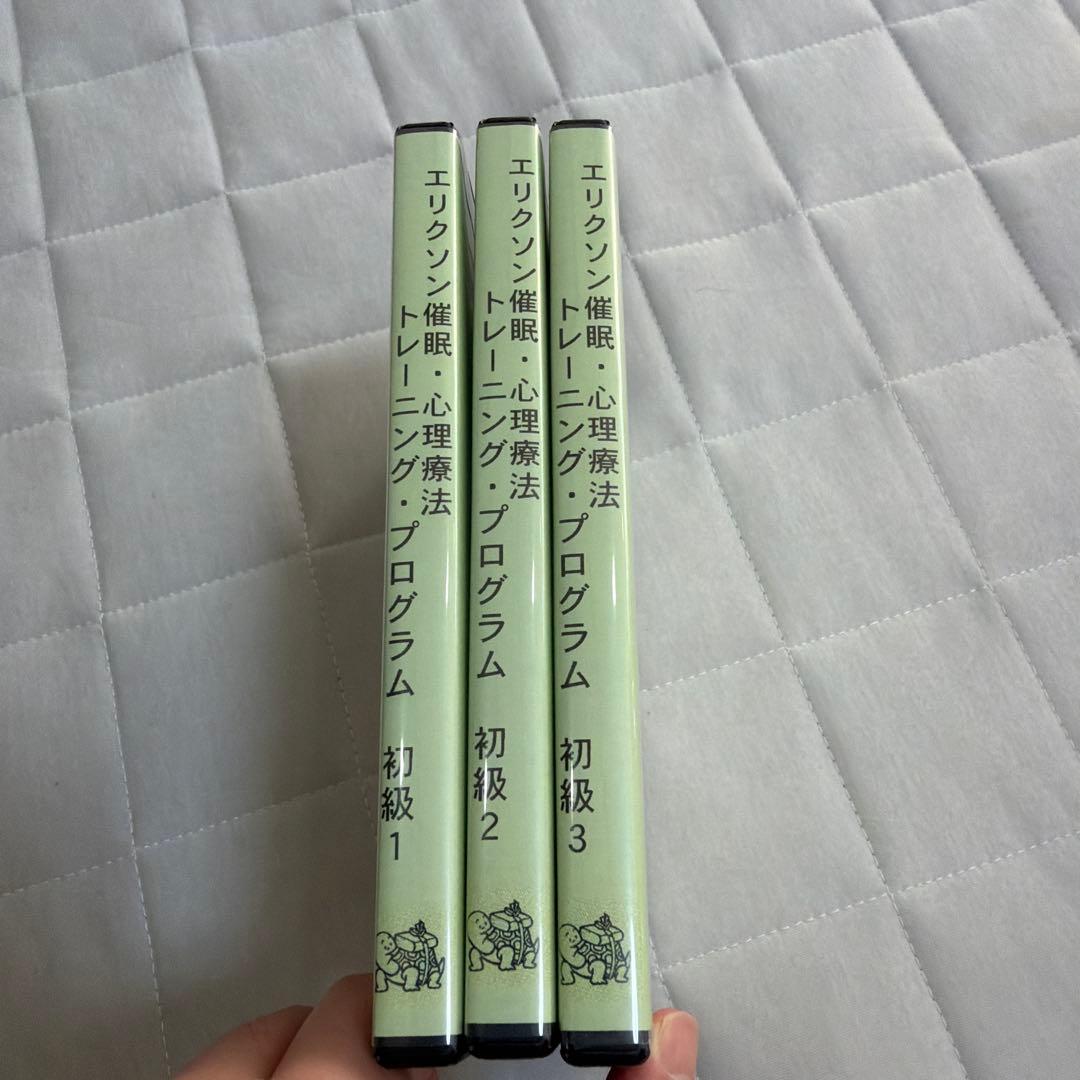 エリクソン催眠・心理療法
トレーニング・プログラム
初級1
エリクソン催眠・心理療法
トレーニング・プログラム
初級2
エリクソン催眠・心理療法
トレーニング・プログラム
初級3